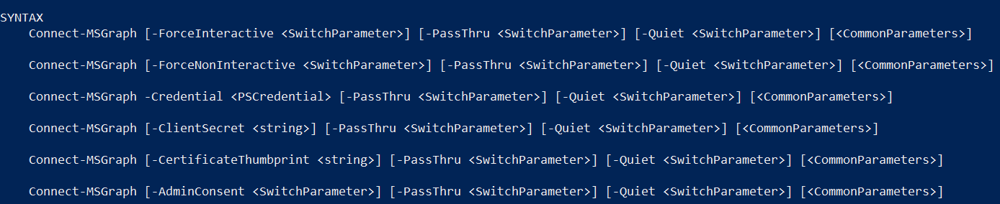 SYNTAX
Connect-MSGraph [-ForceInteractive <SwitchParameter>] [-PassThru <SwitchParameter>] [-Quiet <SwitchParameter>] [<CommonParameters>]
Connect-MSGraph [-ForceNonInteractive <SwitchParameter>] [-PassThru <SwitchParameter>] [-Quiet <SwitchParameter>] [<CommonParameters>]
Connect-MSGraph -Credential <PSCredential> [-PassThru <SwitchParameter>] [-Quiet <SwitchParameter>] [<CommonParameters>]
Connect-MSGraph [-ClientSecret <string>] [-PassThru <SwitchParameter>] [-Quiet <SwitchParameter>] [<CommonParameters>]
Connect-MSGraph [-CertificateThumbprint <string>] [-PassThru <SwitchParameter>] [-Quiet <SwitchParameter>] [<CommonParameters>]
Connect-MSGraph [-AdminConsent <SwitchParameter>] [-PassThru <SwitchParameter>] [-Quiet <SwitchParameter>] [<CommonParameters>]